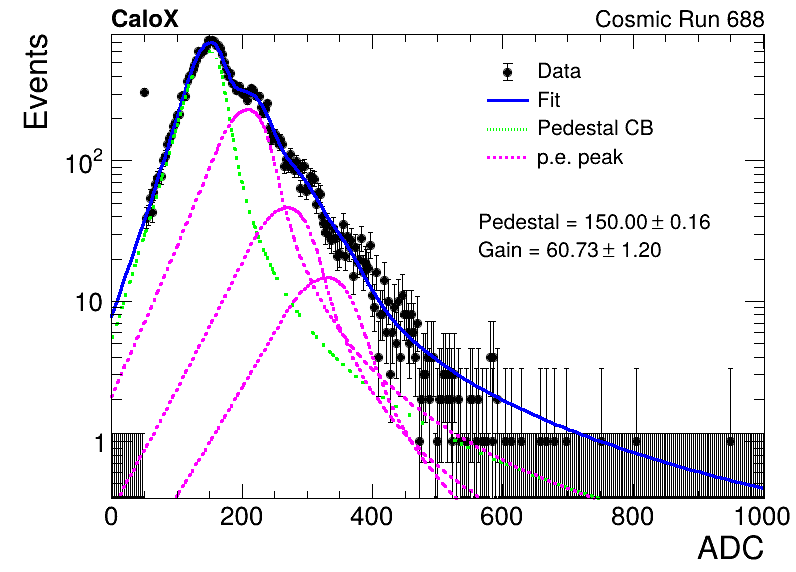 CaloX Cosmic Run 688
Events
Data
Fit
Pedestal CB
p.e. peak
Pedestal = 150.00 ± 0.16
Gain = 60.73 ± 1.20
10²
10
1
0 200 400 600 800 1000
ADC